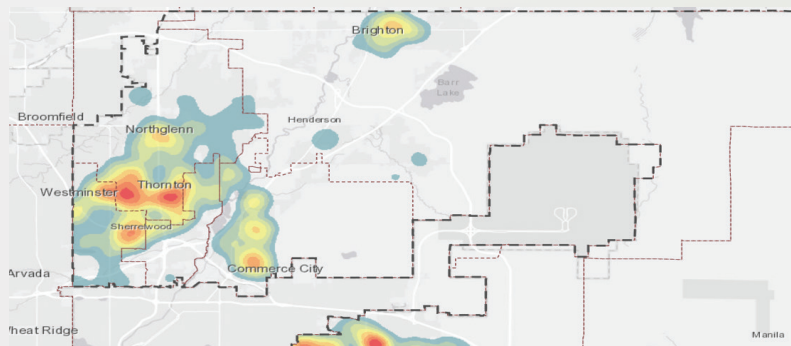 Brighton
Barr
Lake
Broomfield
Northglenn
Henderson
Westminster
Thornton
Sherrelwood
Arvada
Commerce City
Wheat Ridge
Manila